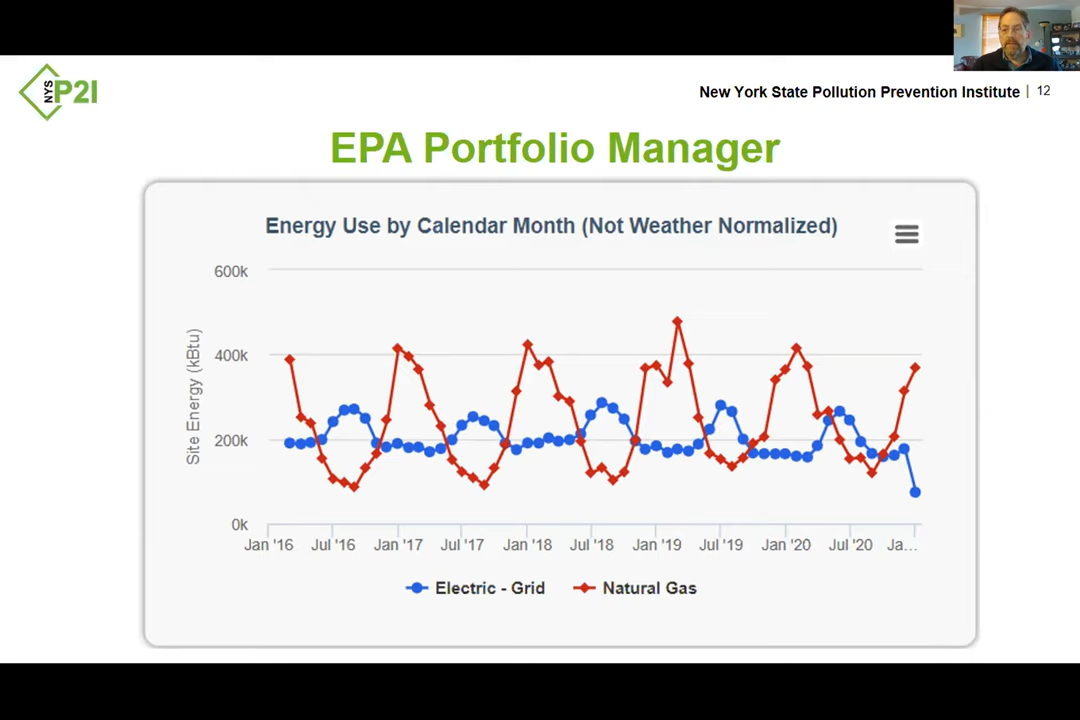 NYS
P2I
New York State Pollution Prevention Institute | 12
EPA Portfolio Manager
Energy Use by Calendar Month (Not Weather Normalized)
600k
400k
200k
0k
Site Energy (kBtu)
Jan '16 Jul '16 Jan '17 Jul '17 Jan '18 Jul '18 Jan '19 Jul '19 Jan '20 Jul '20 Ja...
Electric - Grid Natural Gas